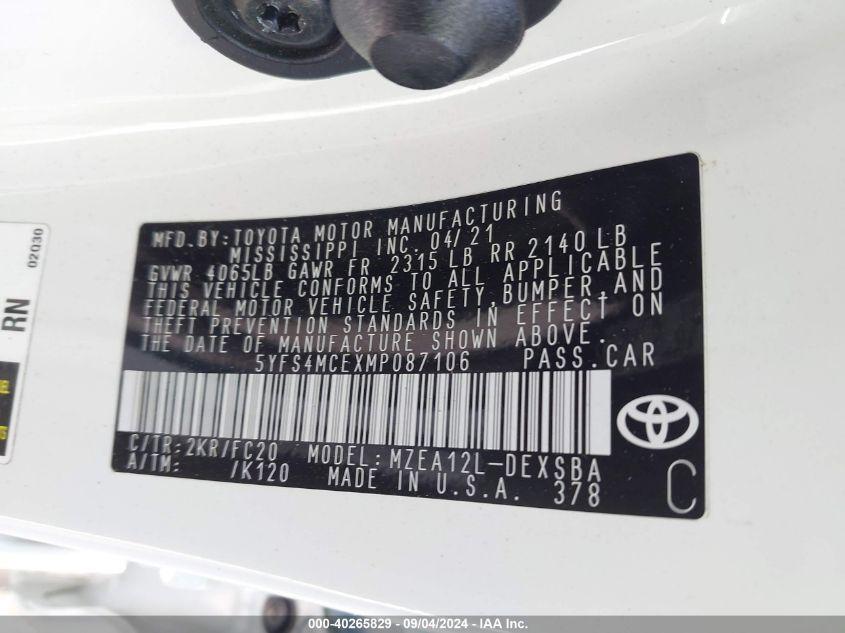 MFD.BY:TOYOTA MOTOR MANUFACTURING
MISSISSIPPI INC. 04/21
GVWR 4065LB GAWR FR 2315 LB RR 2140 LB
THIS VEHICLE CONFORMS TO ALL APPLICABLE
FEDERAL MOTOR VEHICLE SAFETY,BUMPER,AND
THEFT PREVENTION STANDARDS IN EFFECT ON
THE DATE OF MANUFACTURE SHOWN ABOVE.
5YFS4MCEXMP087106 PASS.CAR
C/TR:2KR/FC20 MODEL:MZEA12L-DEXSBA
A/TM: /K120 MADE IN U.S.A. 378
C
02030
RN
000-40265829 - 09/04/2024 - IAAI Inc.